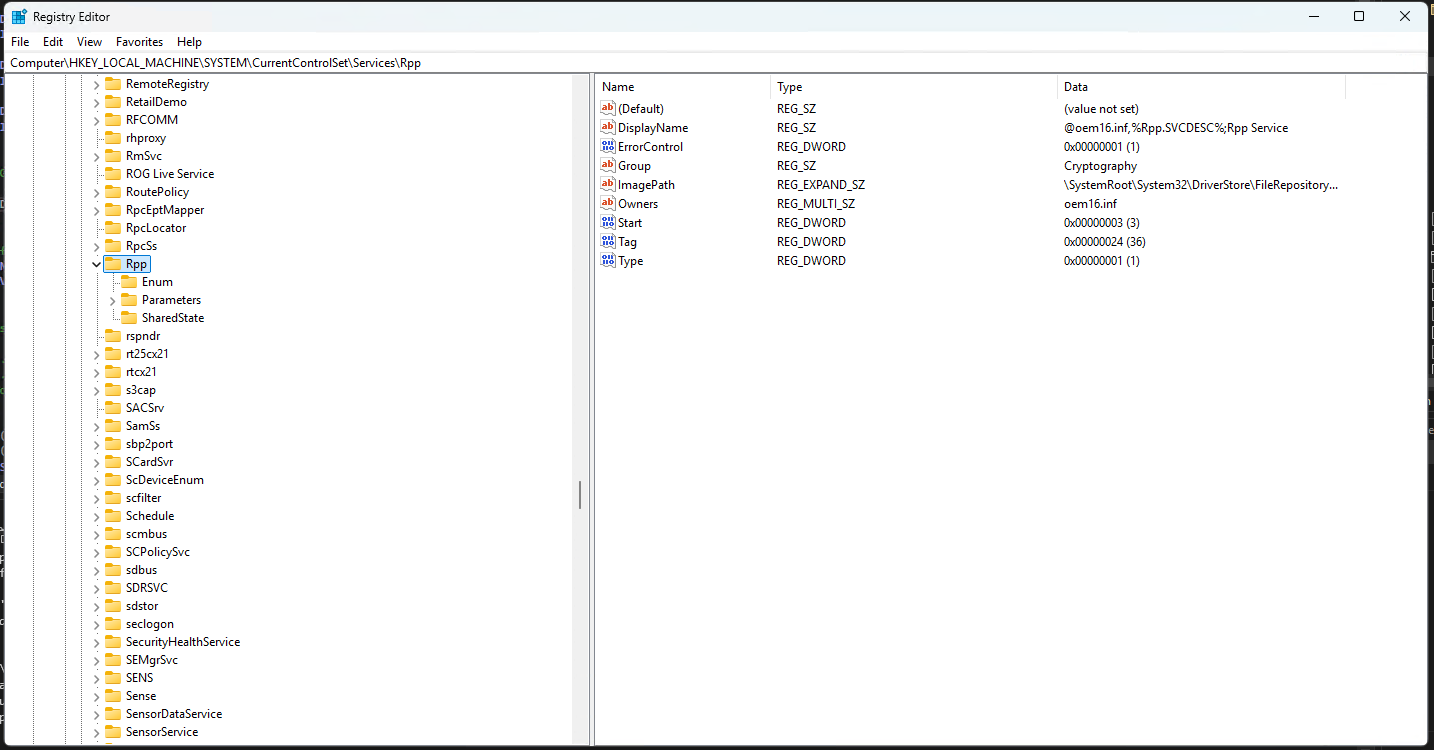 Registry Editor
File Edit View Favorites Help
Computer\HKEY_LOCAL_MACHINE\SYSTEM\CurrentControlSet\Services\Rpp
RemoteRegistry
RetailDemo
RFCOMM
rhproxy
RmSvc
ROG Live Service
RoutePolicy
RpcEptMapper
RpcLocator
RpcSs
Rpp
Enum
Parameters
SharedState
rspndr
rt25cx21
rtcx21
s3cap
SACSrv
SamSs
sbp2port
SCardSvr
ScDeviceEnum
scfilter
Schedule
scmbus
SCPolicySvc
sdbus
SDRSVC
sdstor
seclogon
SecurityHealthService
SEMgrSvc
SENS
Sense
SensorDataService
SensorService
Name Type Data
(Default) REG_SZ (value not set)
DisplayName REG_SZ @oem16.inf,%Rpp.SVCDESC%;Rpp Service
ErrorControl REG_DWORD 0x00000001 (1)
Group REG_SZ Cryptography
ImagePath REG_EXPAND_SZ \SystemRoot\System32\DriverStore\FileRepository...
Owners REG_MULTI_SZ oem16.inf
Start REG_DWORD 0x00000003 (3)
Tag REG_DWORD 0x00000024 (36)
Type REG_DWORD 0x00000001 (1)